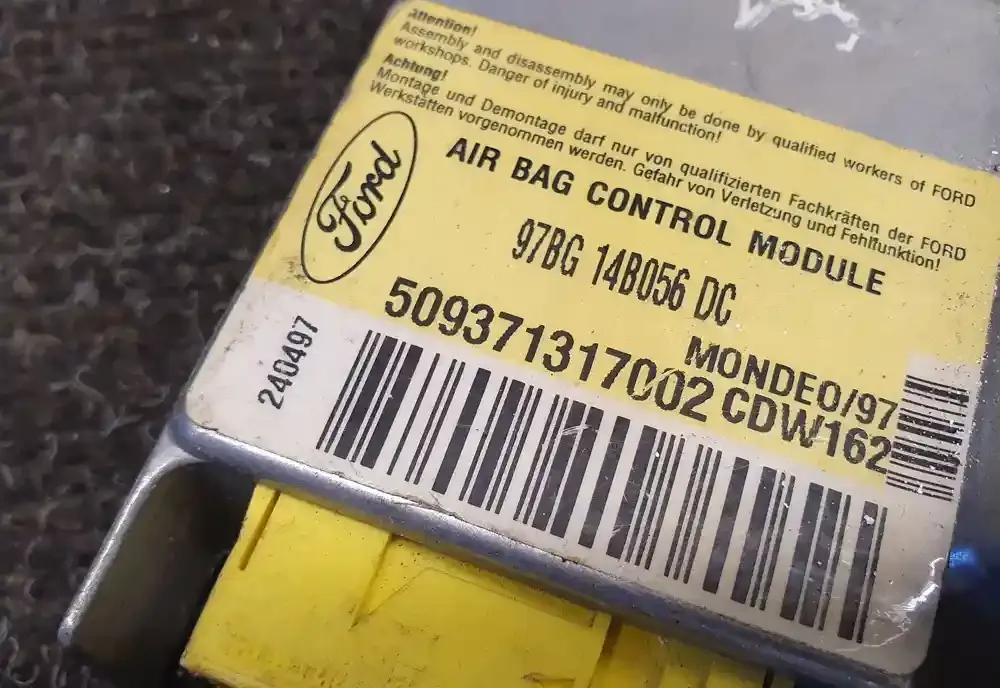 Attention!
Assembly and disassembly may only be done by qualified workers of FORD
workshops. Danger of injury and malfunction!
Achtung!
Montage und Demontage darf nur von qualifizierten Fachkräften der FORD
Werkstätten vorgenommen werden. Gefahr von Verletzung und Fehlfunktion!
Ford
AIR BAG CONTROL MODULE
97BG 14B056 DC
MONDEO/97
509371317002 CDW162
240497